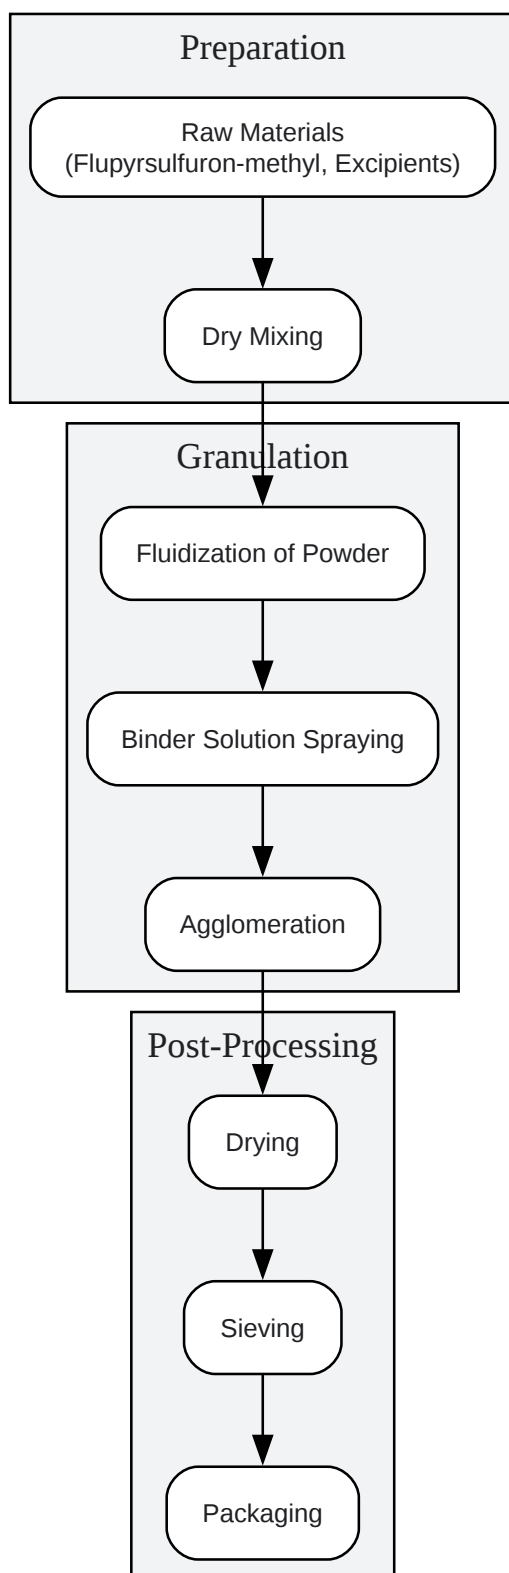 Preparation
Raw Materials
(Flupyrsulfuron-methyl, Excipients)
Dry Mixing
Granulation
Fluidization of Powder
Binder Solution Spraying
Agglomeration
Post-Processing
Drying
Sieving
Packaging